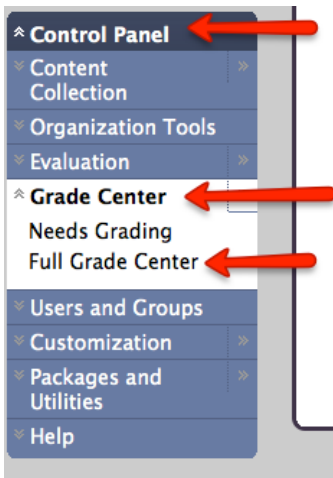 Control Panel
Content
Collection
Organization Tools
Evaluation
Grade Center
Needs Grading
Full Grade Center
Users and Groups
Customization
Packages and
Utilities
Help